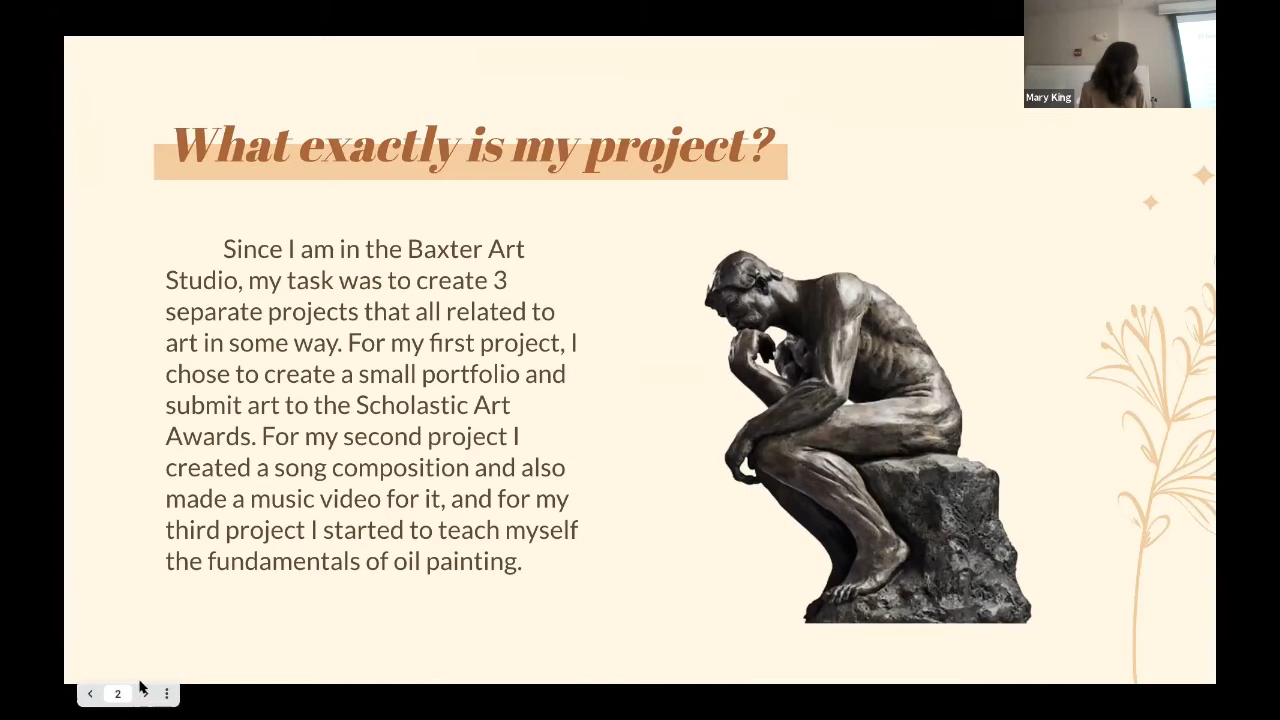 Mary King
What exactly is my project?
Since I am in the Baxter Art
Studio, my task was to create 3
separate projects that all related to
art in some way. For my first project, I
chose to create a small portfolio and
submit art to the Scholastic Art
Awards. For my second project I
created a song composition and also
made a music video for it, and for my
third project I started to teach myself
the fundamentals of oil painting.
2